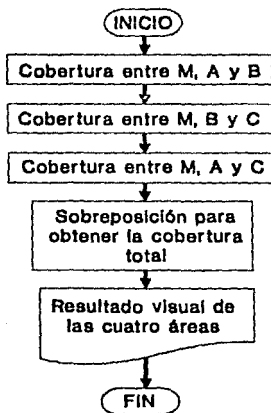 INICIO
Cobertura entre M, A y B
Cobertura entre M, B y C
Cobertura entre M, A y C
Sobreposición para
obtener la cobertura
total
Resultado visual de
las cuatro áreas
FIN